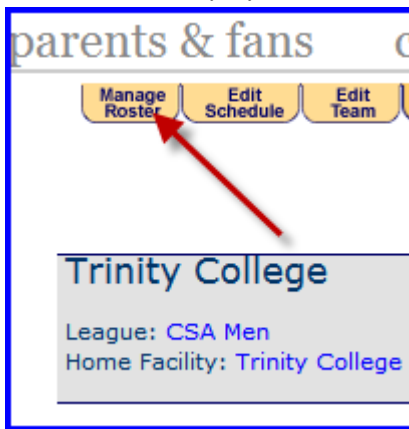 parents & fans
Manage Roster
Edit Schedule
Edit Team
Trinity College
League: CSA Men
Home Facility: Trinity College